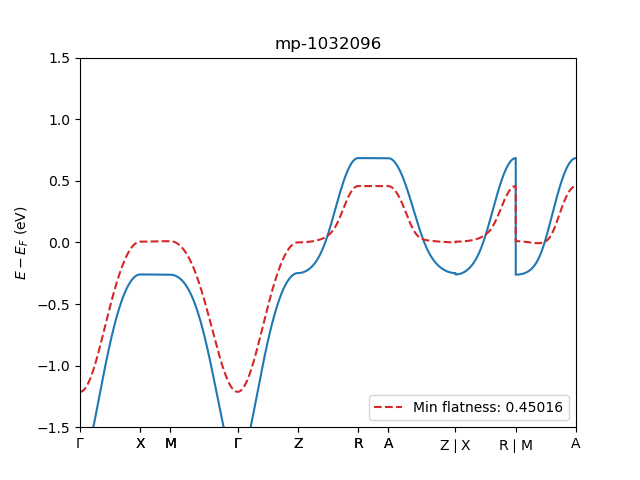 mp-1032096
1.5
1.0
0.5
0.0
−0.5
−1.0
−1.5
E − E_F (eV)
Min flatness: 0.45016
Γ X M Γ Z R A Z | X R | M A